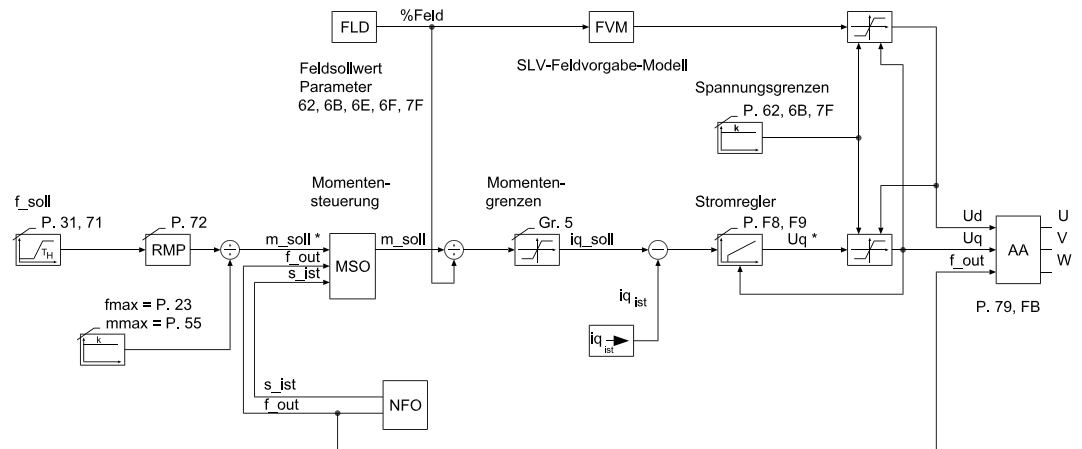 %Feld
FLD
FVM
Feldsollwert
Parameter
62, 6B, 6E, 6F, 7F
SLV-Feldvorgabe-Modell
Spannungsgrenzen
P. 62, 6B, 7F
k
f_soll
P. 31, 71
T_H
P. 72
RMP
÷
m_soll *
f_out
s_ist
Momenten-
steuerung
MSO
m_soll
÷
Momenten-
grenzen
Gr. 5
iq_soll
Stromregler
P. F8, F9
Uq *
Ud
Uq
f_out
AA
U
V
W
P. 79, FB
fmax = P. 23
mmax = P. 55
k
iq ist
iq ist
s_ist
f_out
NFO